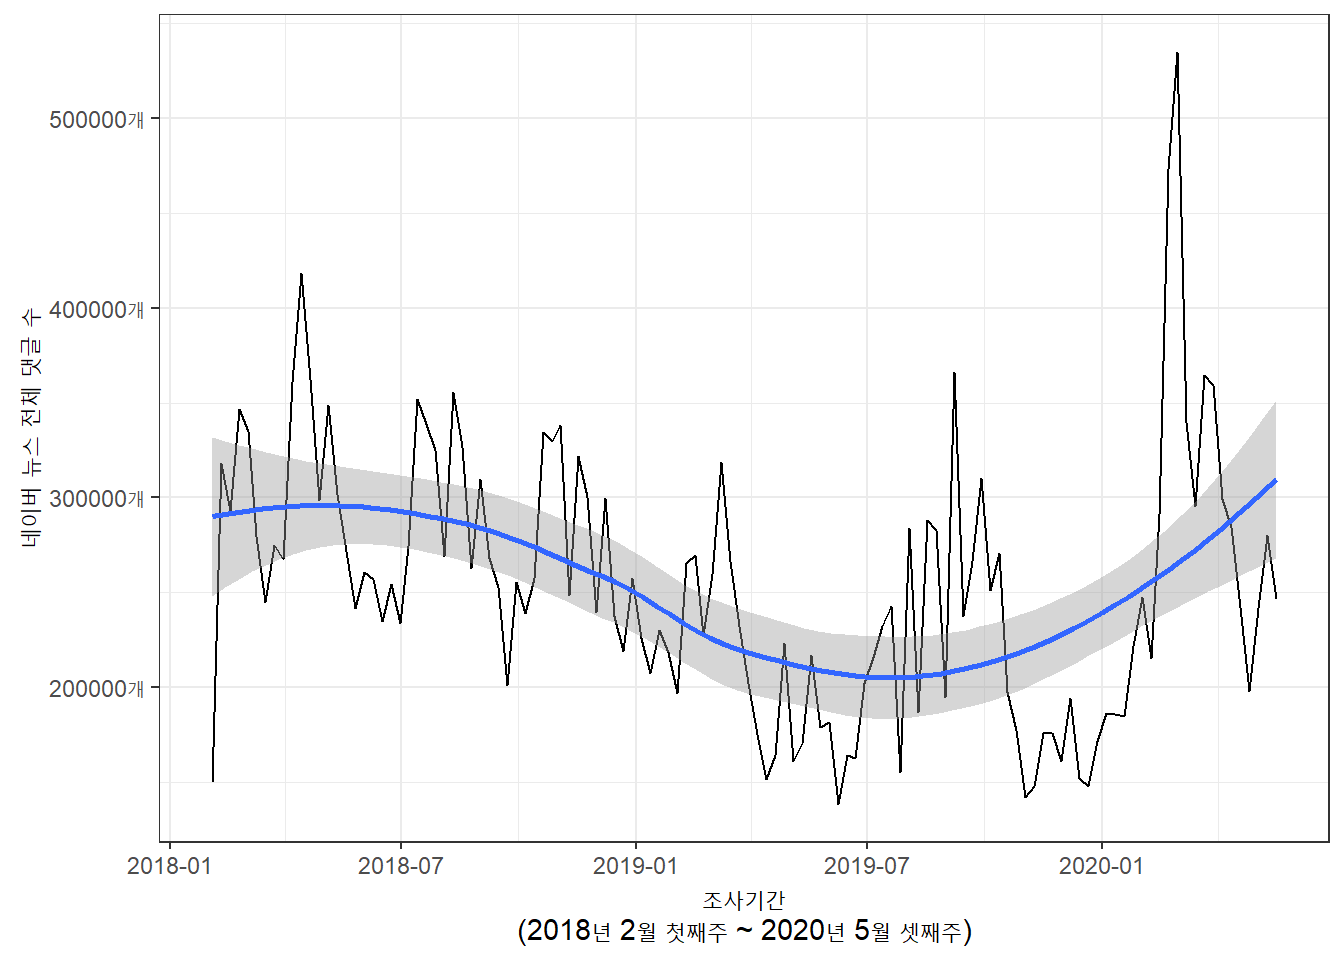 네이버 뉴스 전체 댓글 수
500000개
400000개
300000개
200000개
2018-01
2018-07
2019-01
2019-07
2020-01
조사기간
(2018년 2월 첫째주 ~ 2020년 5월 셋째주)